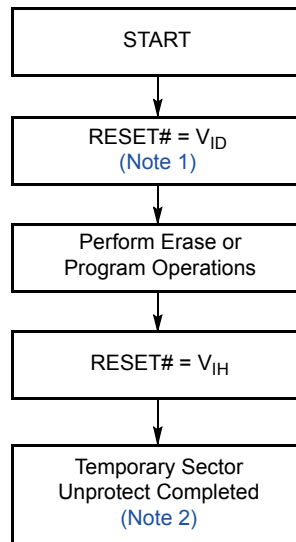 START
RESET# = VID
(Note 1)
Perform Erase or
Program Operations
RESET# = VIH
Temporary Sector
Unprotect Completed
(Note 2)